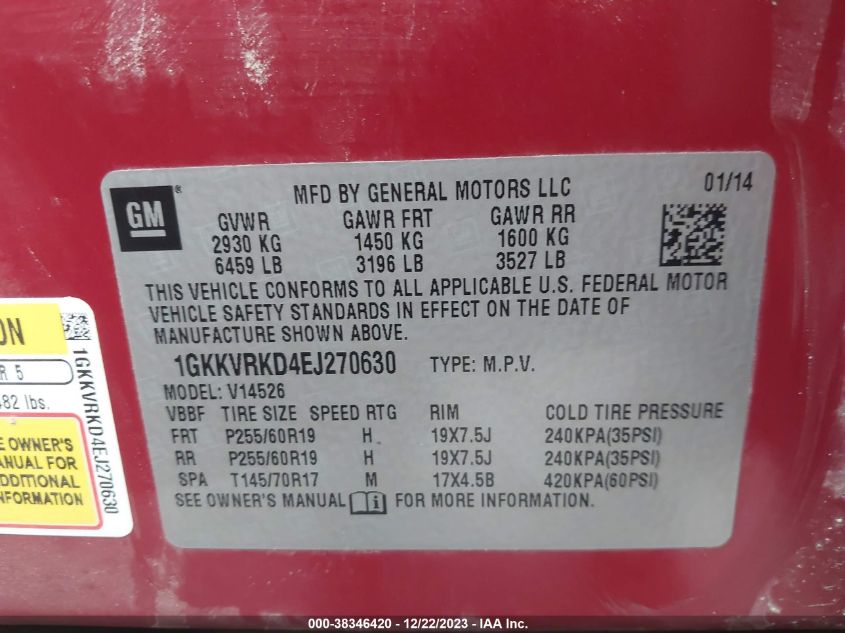 MFD BY GENERAL MOTORS LLC 01/14
GM ®
GVWR GAWR FRT GAWR RR
2930 KG 1450 KG 1600 KG
6459 LB 3196 LB 3527 LB
THIS VEHICLE CONFORMS TO ALL APPLICABLE U.S. FEDERAL MOTOR
VEHICLE SAFETY STANDARDS IN EFFECT ON THE DATE OF
MANUFACTURE SHOWN ABOVE.
1GKKVRKD4EJ270630 TYPE: M.P.V.
MODEL: V14526
VBBF TIRE SIZE SPEED RTG RIM COLD TIRE PRESSURE
FRT P255/60R19 H 19X7.5J 240KPA(35PSI)
RR P255/60R19 H 19X7.5J 240KPA(35PSI)
SPA T145/70R17 M 17X4.5B 420KPA(60PSI)
SEE OWNER'S MANUAL i FOR MORE INFORMATION.
ON
R 5
482 lbs.
E OWNER'S
ANUAL FOR
DDITIONAL
NFORMATION
1GKKVRKD4EJ270630
000-38346420 - 12/22/2023 - IAA Inc.